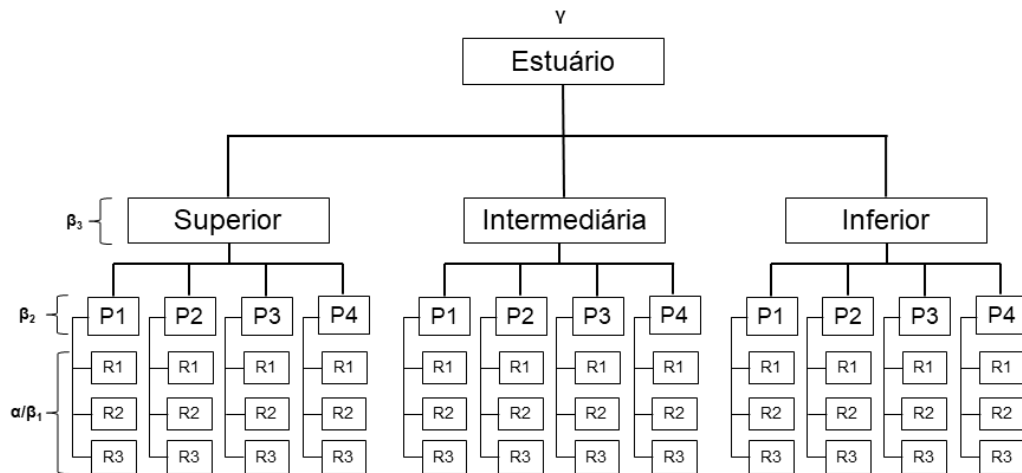 γ
Estuário
β3 Superior Intermediária Inferior
β2 P1 P2 P3 P4 P1 P2 P3 P4 P1 P2 P3 P4
R1 R1 R1 R1 R1 R1 R1 R1 R1 R1 R1 R1
α/β1 R2 R2 R2 R2 R2 R2 R2 R2 R2 R2 R2 R2
R3 R3 R3 R3 R3 R3 R3 R3 R3 R3 R3 R3